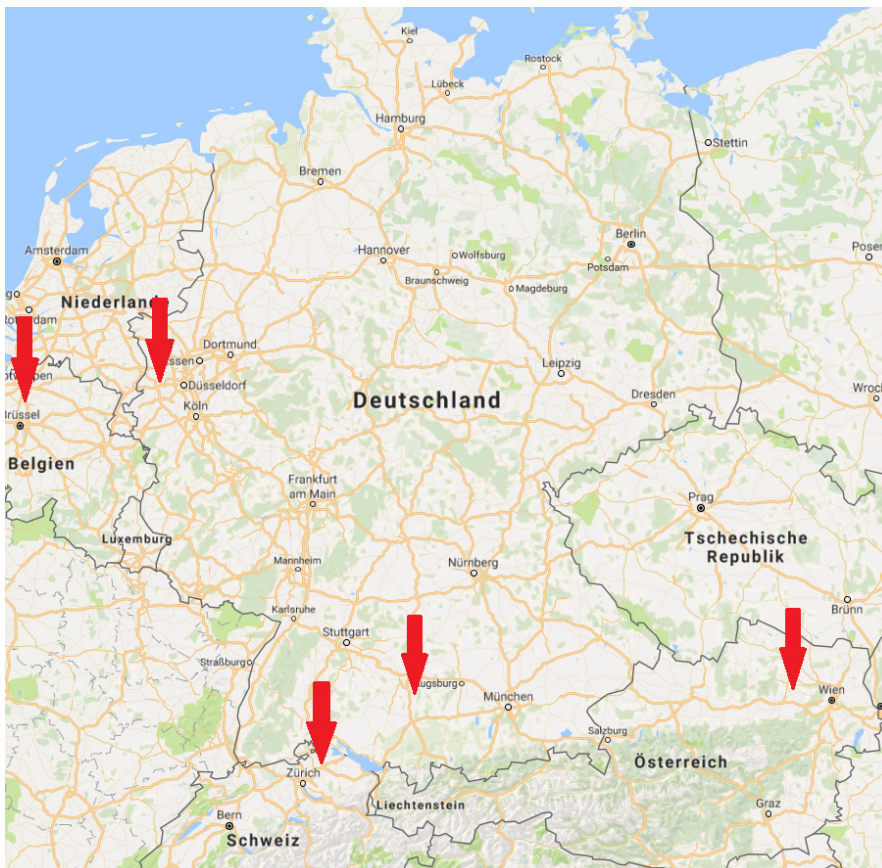 Kiel
Rostock
Lübeck
Hamburg
Stettin
Bremen
Berlin
Amsterdam
Hannover
Wolfsburg
Posen
Potsdam
Braunschweig
Magdeburg
Niederland
Dortmund
Leipzig
Düsseldorf
Deutschland
Dresden
Köln
Brüssel
Belgien
Frankfurt
am Main
Prag
Luxemburg
Tschechische
Republik
Mannheim
Nürnberg
Brünn
Karlsruhe
Stuttgart
Straßburg
Augsburg
München
Wien
Salzburg
Österreich
Zürich
Liechtenstein
Graz
Bern
Schweiz